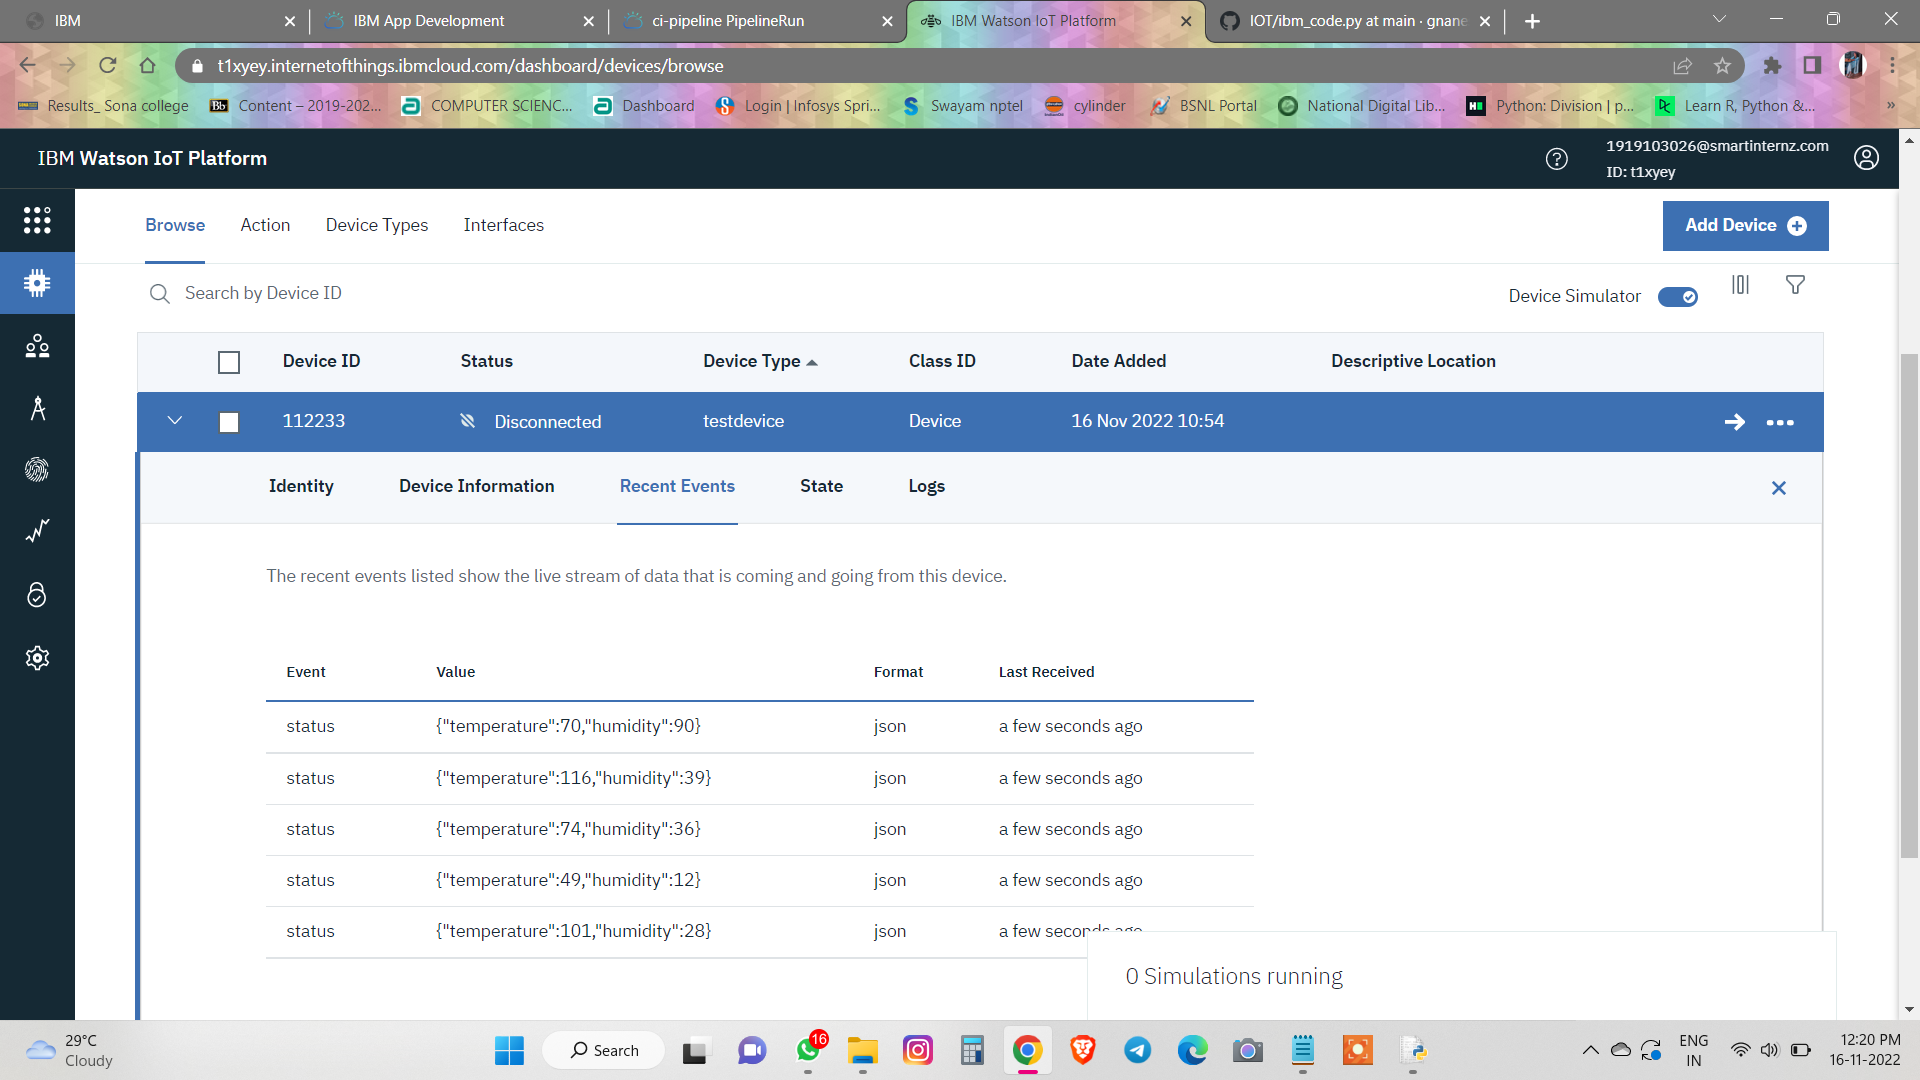 IBM
IBM App Development
ci-pipeline PipelineRun
IBM Watson IoT Platform
IOT/ibm_code.py at main · gnane
t1xyey.internetofthings.ibmcloud.com/dashboard/devices/browse
Results_ Sona college
Bb Content – 2019-202...
COMPUTER SCIENC...
Dashboard
Login | Infosys Spri...
Swayam nptel
cylinder
BSNL Portal
National Digital Lib...
Python: Division | p...
Learn R, Python &...
»
IBM Watson IoT Platform
1919103026@smartinternz.com
ID: t1xyey
Browse
Action
Device Types
Interfaces
Add Device
Search by Device ID
Device Simulator
Device ID Status Device Type Class ID Date Added Descriptive Location
112233 Disconnected testdevice Device 16 Nov 2022 10:54
Identity
Device Information
Recent Events
State
Logs
The recent events listed show the live stream of data that is coming and going from this device.
Event Value Format Last Received
status {"temperature":70,"humidity":90} json a few seconds ago
status {"temperature":116,"humidity":39} json a few seconds ago
status {"temperature":74,"humidity":36} json a few seconds ago
status {"temperature":49,"humidity":12} json a few seconds ago
status {"temperature":101,"humidity":28} json a few seconds ago
0 Simulations running
29°C
Cloudy
Search
16
ENG
IN
12:20 PM
16-11-2022